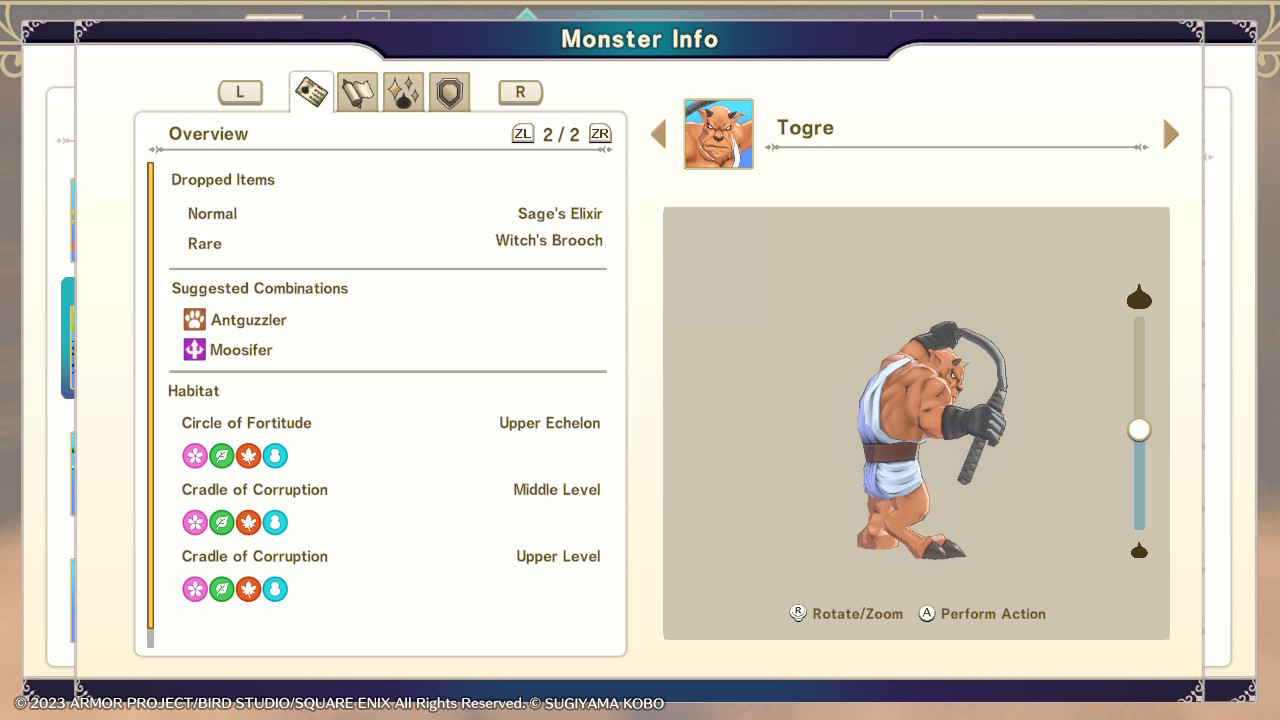 Monster Info
L
R
Overview
ZL 2 / 2 ZR
Dropped Items
Normal Sage's Elixir
Rare Witch's Brooch
Suggested Combinations
Antguzzler
Moosifer
Habitat
Circle of Fortitude Upper Echelon
Cradle of Corruption Middle Level
Cradle of Corruption Upper Level
Togre
R Rotate/Zoom A Perform Action
© 2023 ARMOR PROJECT/BIRD STUDIO/SQUARE ENIX All Rights Reserved. © SUGIYAMA KOBO